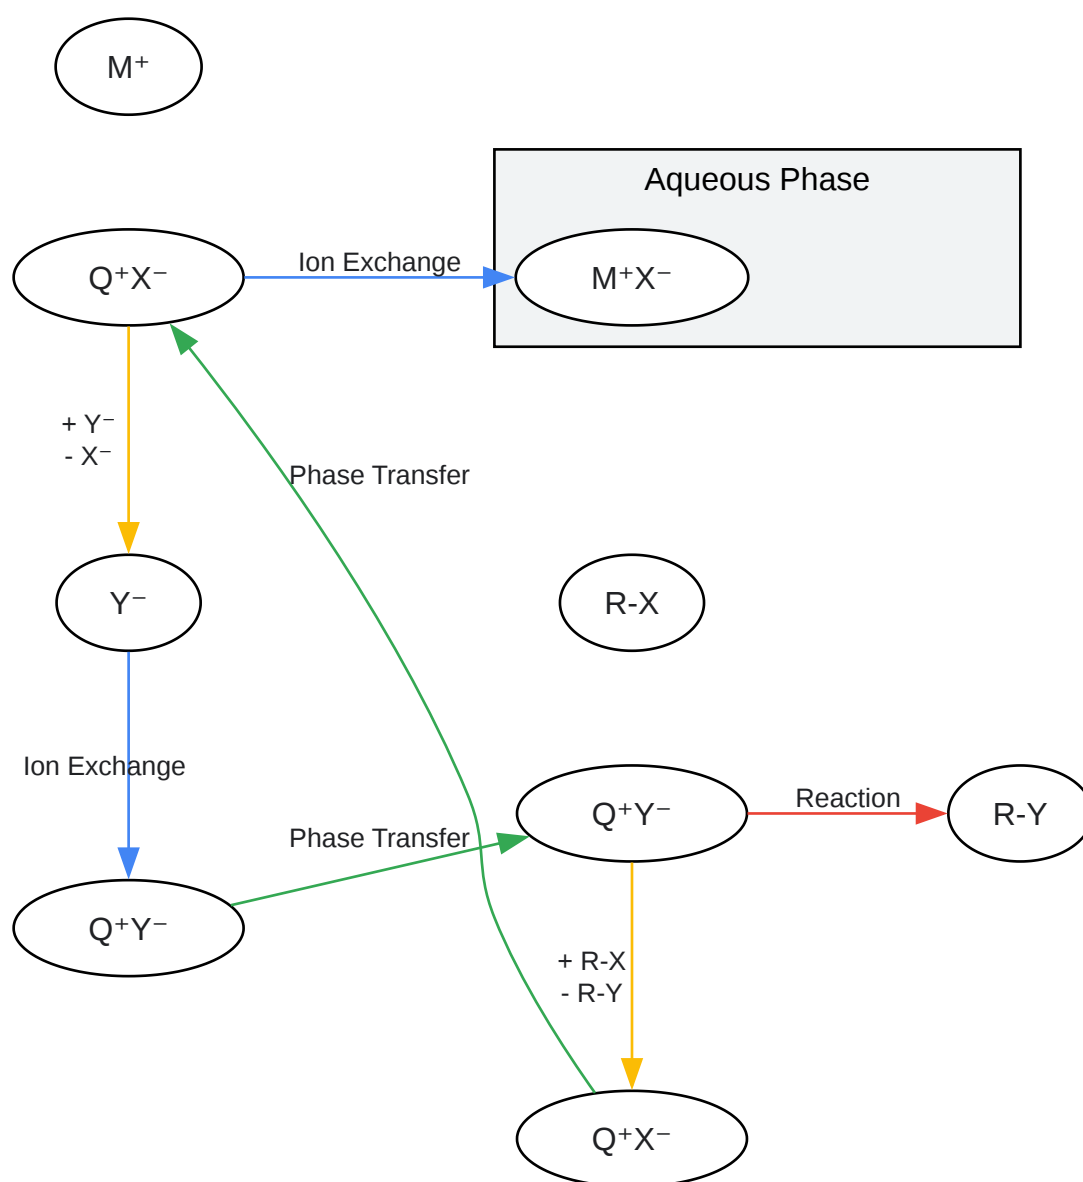 M⁺
Aqueous Phase
Q⁺X⁻
Ion Exchange
M⁺X⁻
+ Y⁻
- X⁻
Phase Transfer
Y⁻
R-X
Ion Exchange
Q⁺Y⁻
Reaction
R-Y
Phase Transfer
Q⁺Y⁻
+ R-X
- R-Y
Q⁺X⁻